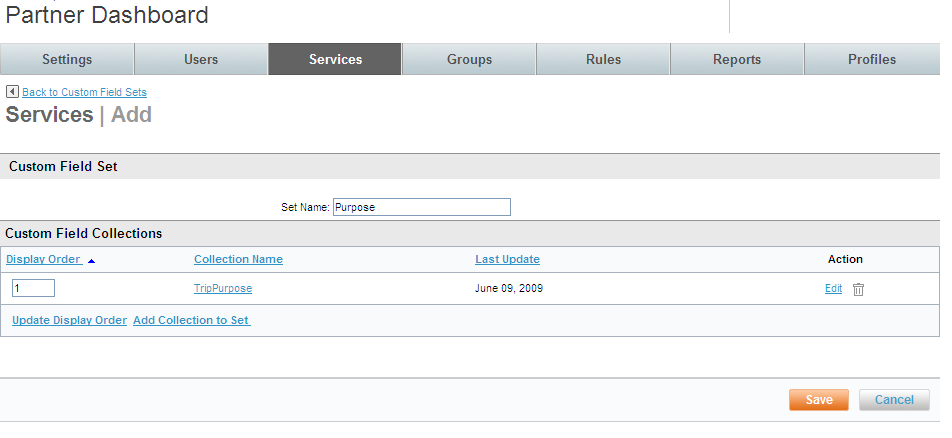 Partner Dashboard
Settings Users Services Groups Rules Reports Profiles
Back to Custom Field Sets
Services | Add
Custom Field Set
Set Name: Purpose
Custom Field Collections
Display Order Collection Name Last Update Action
1 TripPurpose June 09, 2009 Edit
Update Display Order Add Collection to Set
Save Cancel